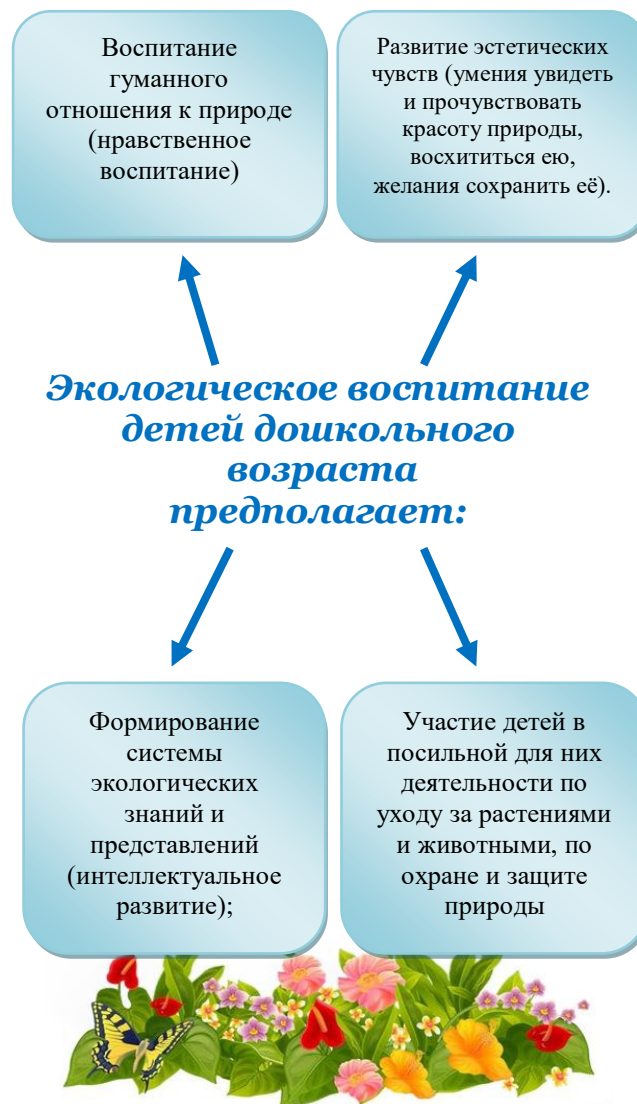 Воспитание
гуманного
отношения к природе
(нравственное
воспитание)
Развитие эстетических
чувств (умения увидеть
и прочувствовать
красоту природы,
восхититься ею,
желания сохранить её).
Экологическое воспитание
детей дошкольного
возраста
предполагает:
Формирование
системы
экологических
знаний и
представлений
(интеллектуальное
развитие);
Участие детей в
посильной для них
деятельности по
уходу за растениями
и животными, по
охране и защите
природы